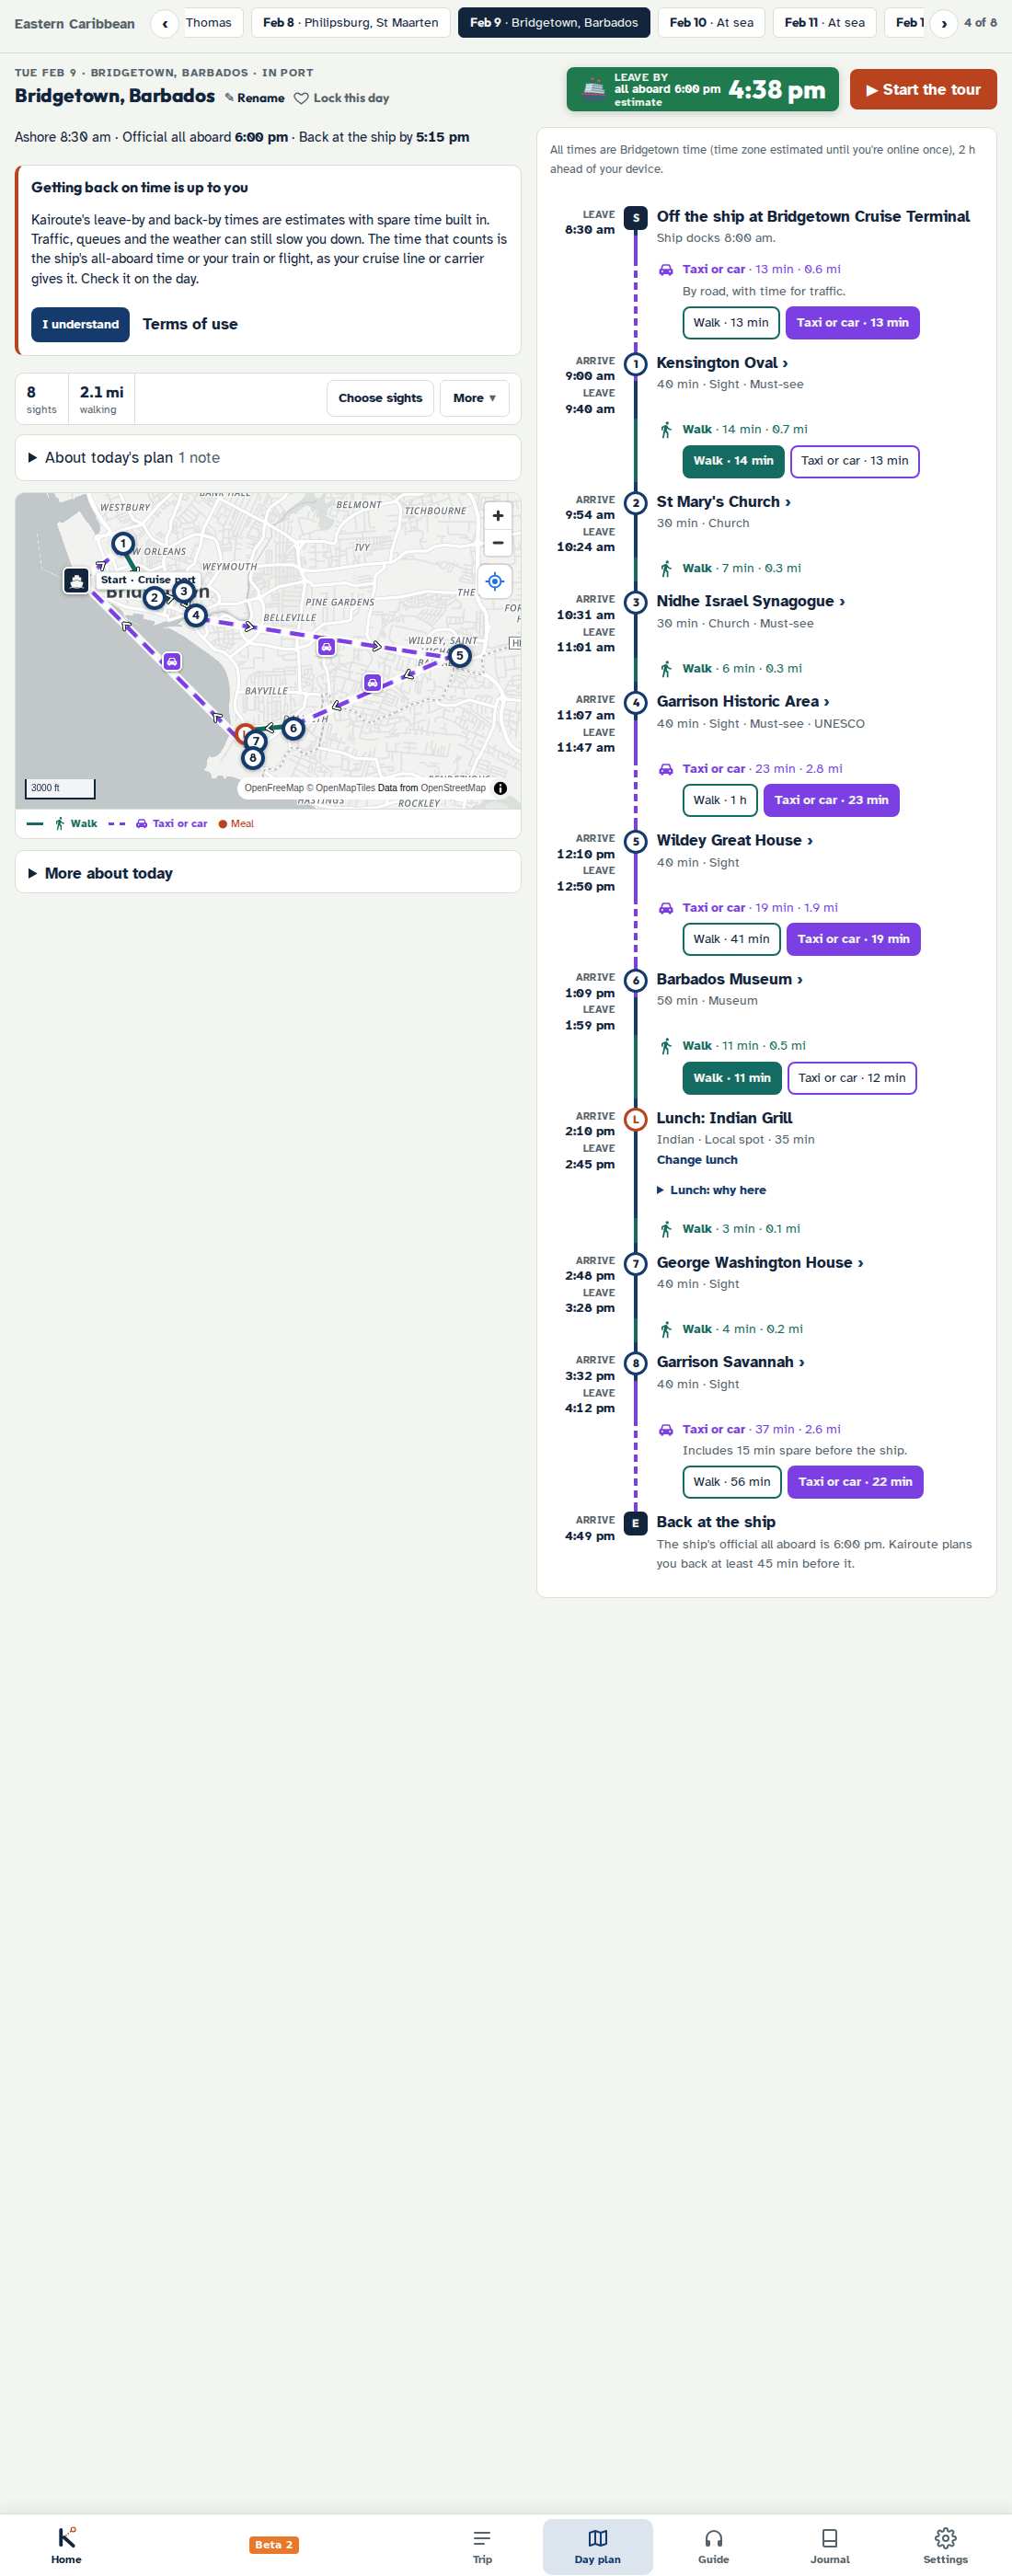 Eastern Caribbean
‹
Thomas
Feb 8 · Philipsburg, St Maarten
Feb 9 · Bridgetown, Barbados
Feb 10 · At sea
Feb 11 · At sea
Feb 1
›
4 of 8
TUE FEB 9 · BRIDGETOWN, BARBADOS · IN PORT
Bridgetown, Barbados
✎ Rename
Lock this day
LEAVE BY
all aboard 6:00 pm
estimate
4:38 pm
▶ Start the tour
Ashore 8:30 am · Official all aboard 6:00 pm · Back at the ship by 5:15 pm
Getting back on time is up to you
Kairoute's leave-by and back-by times are estimates with spare time built in.
Traffic, queues and the weather can still slow you down. The time that counts is
the ship's all-aboard time or your train or flight, as your cruise line or carrier
gives it. Check it on the day.
I understand
Terms of use
8
sights
2.1 mi
walking
Choose sights
More ▼
▶ About today's plan 1 note
BANK HALL
WESTBURY
BELMONT
TICHBOURNE
IVY
WEYMOUTH
Start · Cruise port
PINE GARDENS
THE
BELLEVILLE
WILDEY, SAINT
BAYVILLE
HASTINGS
ROCKLEY
1
2
3
4
5
6
7
8
+
−
3000 ft
OpenFreeMap © OpenMapTiles Data from OpenStreetMap
Walk
Taxi or car
Meal
▶ More about today
All times are Bridgetown time (time zone estimated until you're online once), 2 h
ahead of your device.
LEAVE
8:30 am
S
Off the ship at Bridgetown Cruise Terminal
Ship docks 8:00 am.
Taxi or car · 13 min · 0.6 mi
By road, with time for traffic.
Walk · 13 min
Taxi or car · 13 min
ARRIVE
9:00 am
LEAVE
9:40 am
1
Kensington Oval ›
40 min · Sight · Must-see
Walk · 14 min · 0.7 mi
Walk · 14 min
Taxi or car · 13 min
ARRIVE
9:54 am
LEAVE
10:24 am
2
St Mary's Church ›
30 min · Church
Walk · 7 min · 0.3 mi
ARRIVE
10:31 am
LEAVE
11:01 am
3
Nidhe Israel Synagogue ›
30 min · Church · Must-see
Walk · 6 min · 0.3 mi
ARRIVE
11:07 am
LEAVE
11:47 am
4
Garrison Historic Area ›
40 min · Sight · Must-see · UNESCO
Taxi or car · 23 min · 2.8 mi
Walk · 1 h
Taxi or car · 23 min
ARRIVE
12:10 pm
LEAVE
12:50 pm
5
Wildey Great House ›
40 min · Sight
Taxi or car · 19 min · 1.9 mi
Walk · 41 min
Taxi or car · 19 min
ARRIVE
1:09 pm
LEAVE
1:59 pm
6
Barbados Museum ›
50 min · Museum
Walk · 11 min · 0.5 mi
Walk · 11 min
Taxi or car · 12 min
ARRIVE
2:10 pm
LEAVE
2:45 pm
L
Lunch: Indian Grill
Indian · Local spot · 35 min
Change lunch
▶ Lunch: why here
Walk · 3 min · 0.1 mi
ARRIVE
2:48 pm
LEAVE
3:28 pm
7
George Washington House ›
40 min · Sight
Walk · 4 min · 0.2 mi
ARRIVE
3:32 pm
LEAVE
4:12 pm
8
Garrison Savannah ›
40 min · Sight
Taxi or car · 37 min · 2.6 mi
Includes 15 min spare before the ship.
Walk · 56 min
Taxi or car · 22 min
ARRIVE
4:49 pm
E
Back at the ship
The ship's official all aboard is 6:00 pm. Kairoute plans
you back at least 45 min before it.
Home
Beta 2
Trip
Day plan
Guide
Journal
Settings